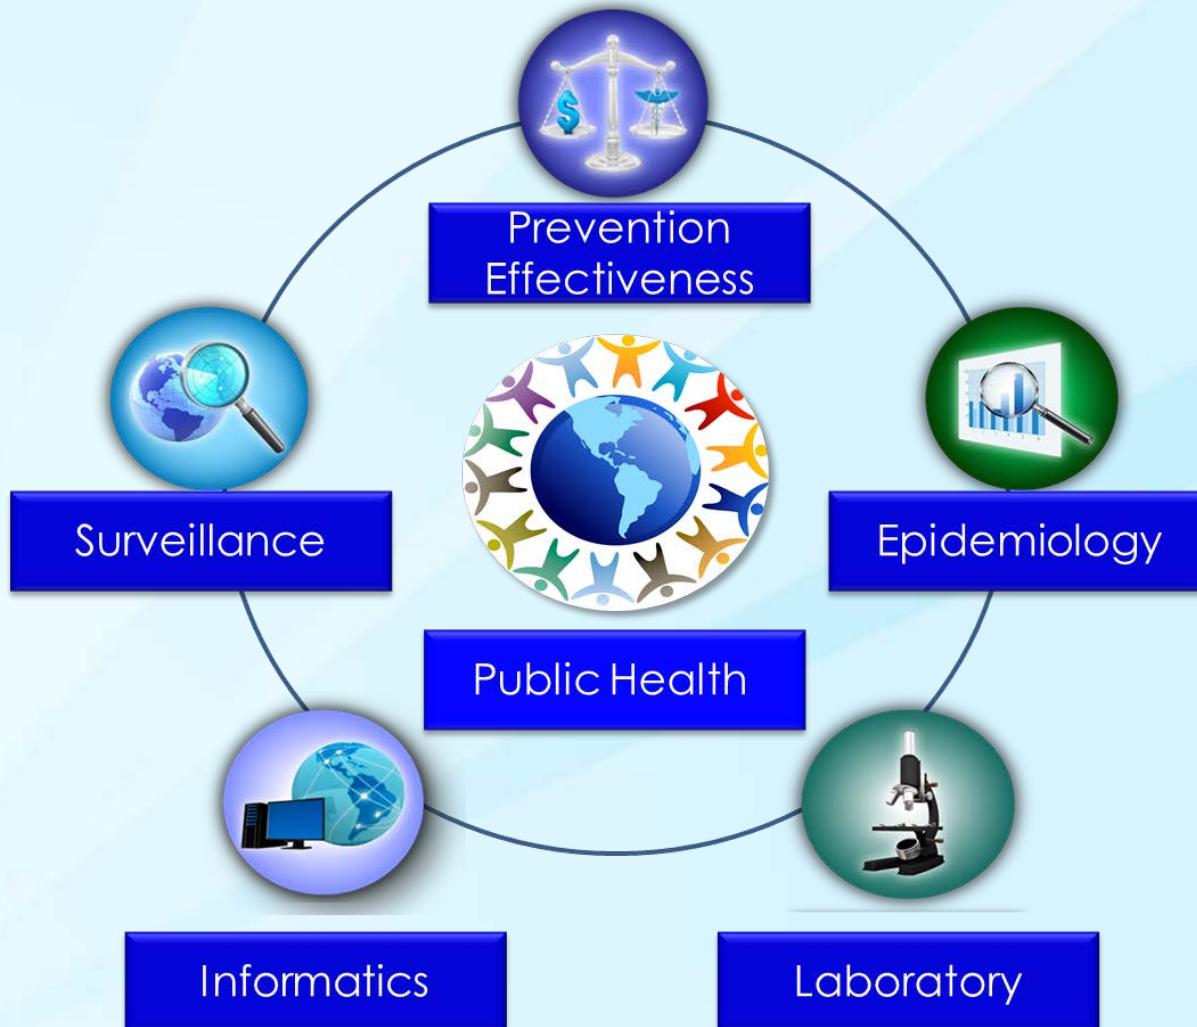 Prevention
Effectiveness
Surveillance
Epidemiology
Public Health
Informatics
Laboratory